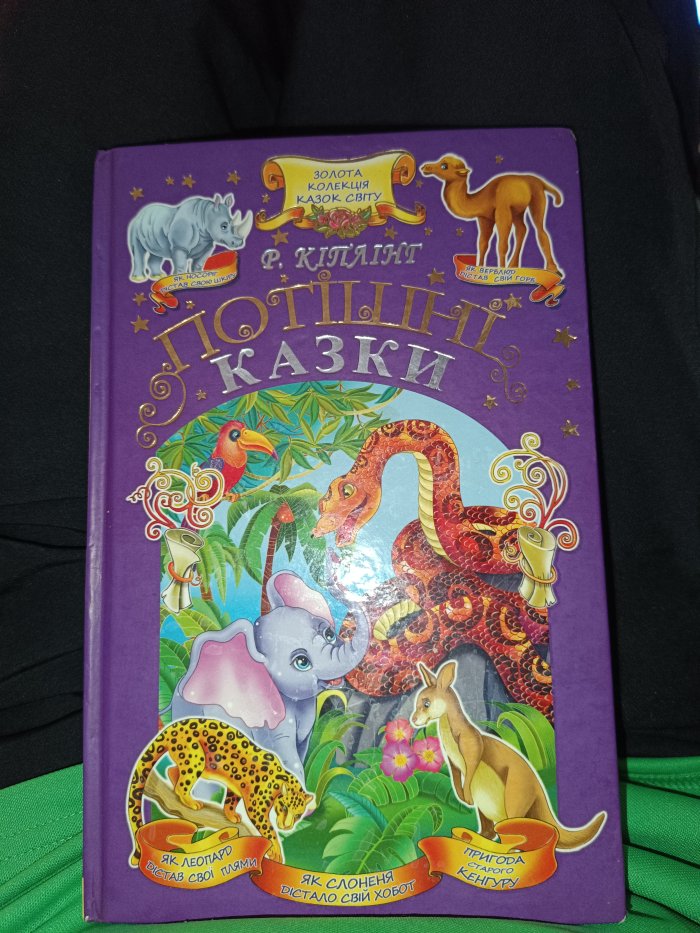 ЗОЛОТА
КОЛЕКЦІЯ
КАЗОК СВІТУ
Р. КІПЛІНГ
ЯК НОСОРІГ
ДІСТАВ СВОЮ ШКІРУ
ЯК ВЕРБЛЮД
ДІСТАВ СВІЙ ГОРБ
ПОТІШНІ
КАЗКИ
ЯК ЛЕОПАРД
ДІСТАВ СВОЇ ПЛЯМИ
ЯК СЛОНЕНЯ
ДІСТАЛО СВІЙ ХОБОТ
ПРИГОДА
СТАРОГО
КЕНГУРУ